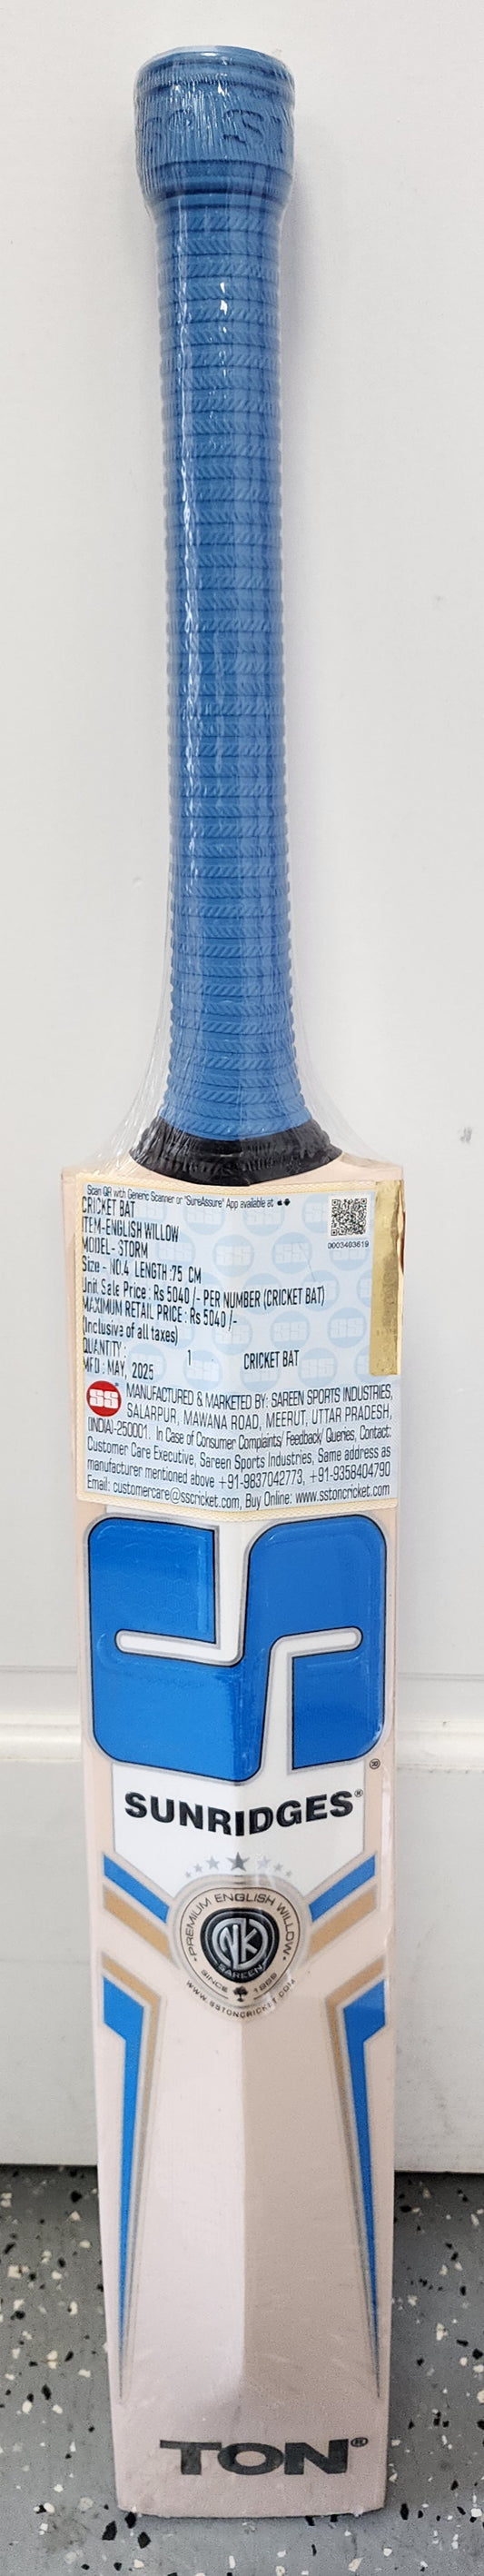 Scan QR with Generic Scanner or "SureAssure" App available at
CRICKET BAT
ITEM-ENGLISH WILLOW
MODEL- STORM
Size - NO.4 LENGTH :75 CM
Unit Sale Price : Rs 5040 /- PER NUMBER (CRICKET BAT)
MAXIMUM RETAIL PRICE : Rs 5040 /-
(Inclusive of all taxes)
QUANTITY : 1 CRICKET BAT
MFD : MAY, 2025
0003493619
SS
MANUFACTURED & MARKETED BY: SAREEN SPORTS INDUSTRIES,
SALARPUR, MAWANA ROAD, MEERUT, UTTAR PRADESH,
(INDIA)-250001. In Case of Consumer Complaints/ Feedback/ Queries, Contact:
Customer Care Executive, Sareen Sports Industries, Same address as
manufacturer mentioned above +91-9837042773, +91-9358404790
Email: customercare@sscricket.com, Buy Online: www.sstoncricket.com
SUNRIDGES®
PREMIUM ENGLISH WILLOW
NK
SAREEN
SINCE 1969
WWW.SSTONCRICKET.COM
TON®